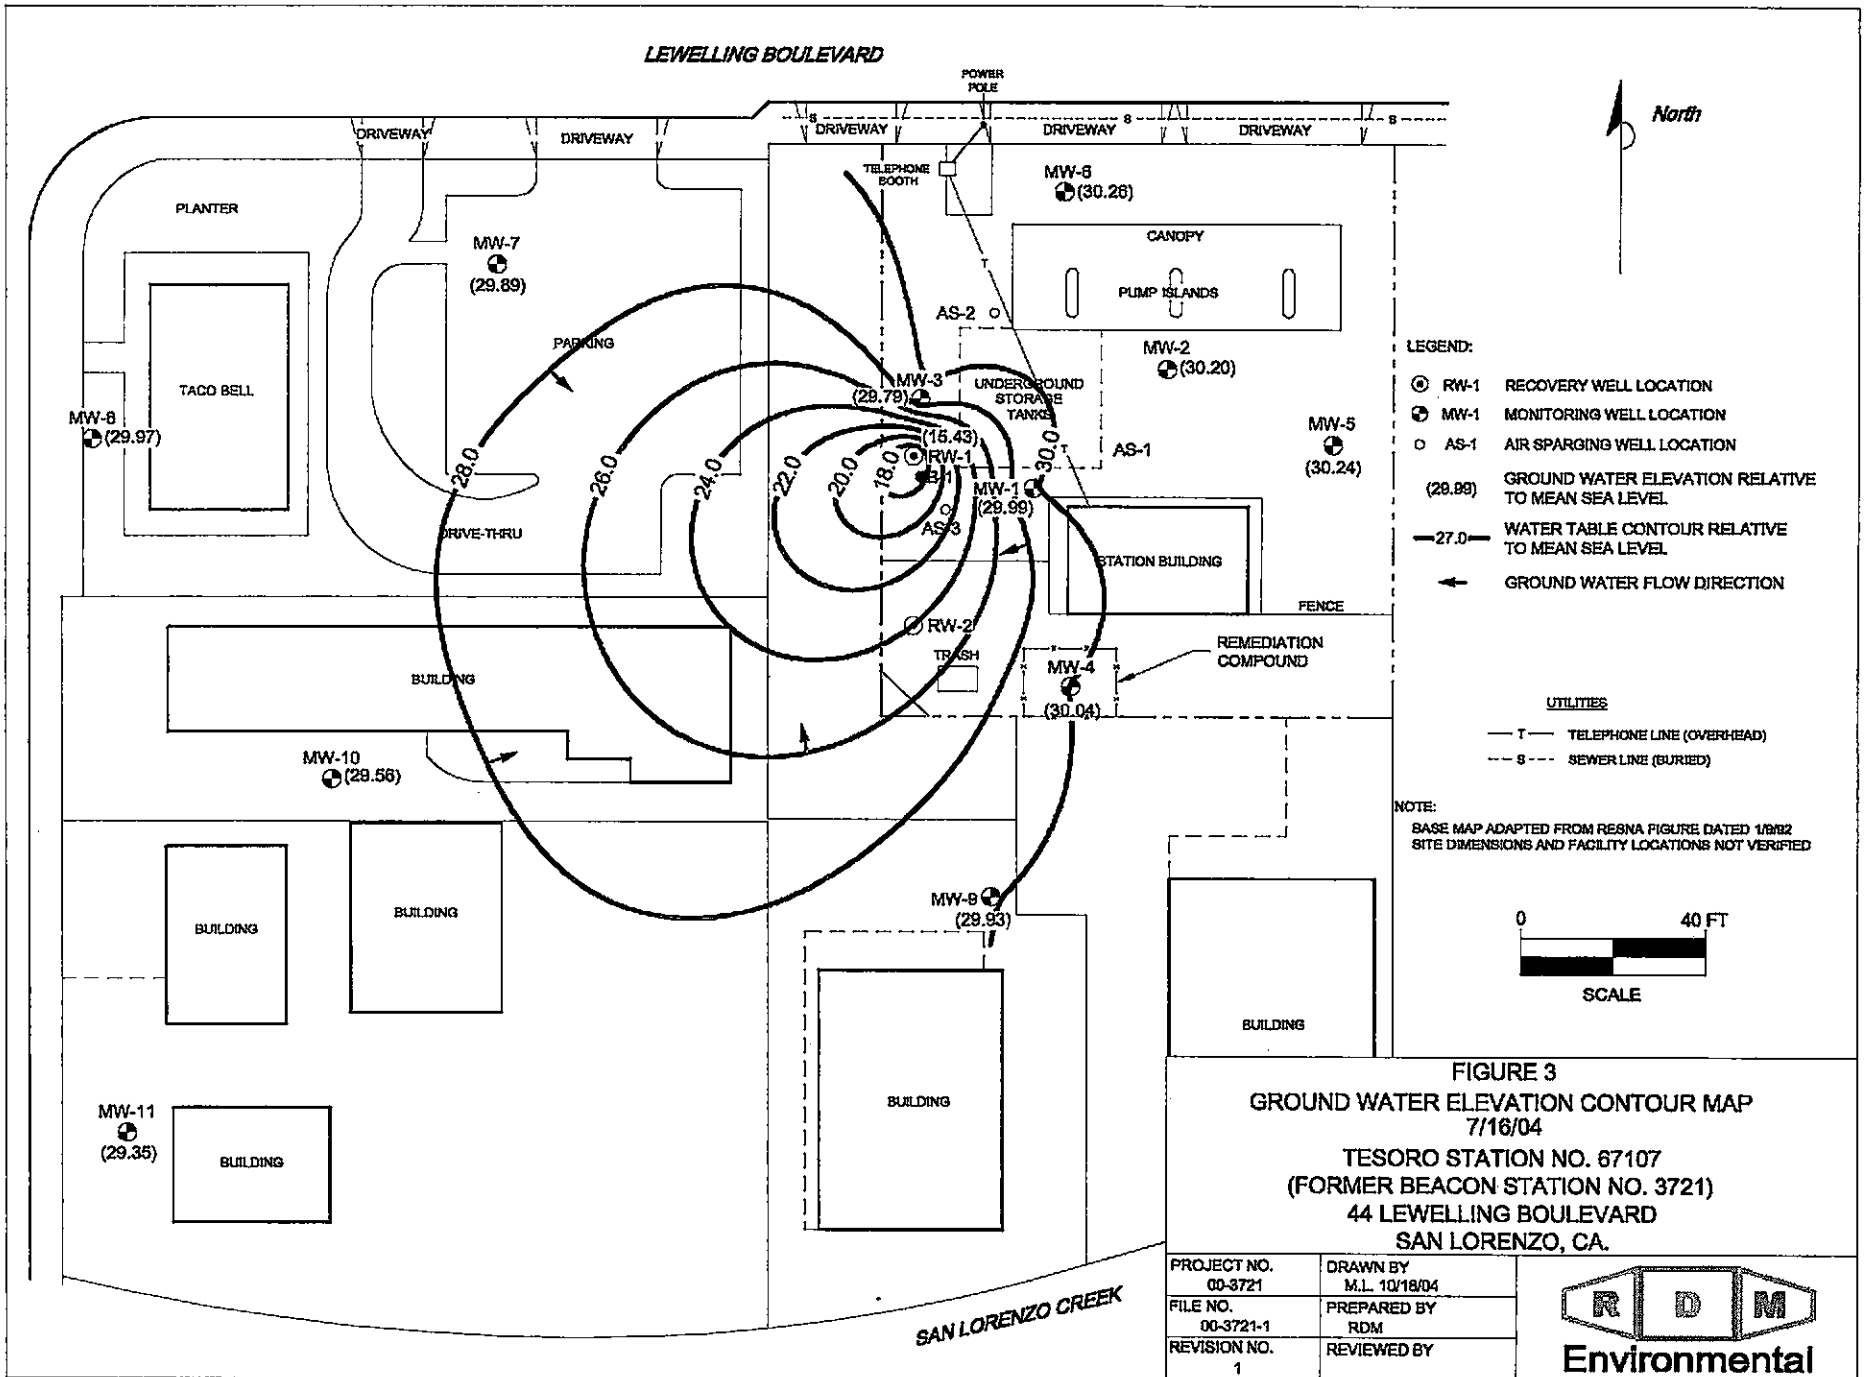 LEWELLING BOULEVARD
POWER
POLE
North
DRIVEWAY
DRIVEWAY
S
DRIVEWAY
DRIVEWAY
S
DRIVEWAY
S
TELEPHONE
BOOTH
MW-6
(30.26)
PLANTER
CANOPY
MW-7
(29.89)
T
PUMP ISLANDS
AS-2
PARKING
MW-2
(30.20)
LEGEND:
TACO BELL
MW-3
(29.79)
UNDERGROUND
STORAGE
TANKS
RW-1 RECOVERY WELL LOCATION
MW-1 MONITORING WELL LOCATION
AS-1 AIR SPARGING WELL LOCATION
(29.99) GROUND WATER ELEVATION RELATIVE
TO MEAN SEA LEVEL
27.0 WATER TABLE CONTOUR RELATIVE
TO MEAN SEA LEVEL
GROUND WATER FLOW DIRECTION
MW-8
(29.97)
MW-5
(30.24)
(15.43)
RW-1
B-1
AS-1
T
28.0
26.0
24.0
22.0
20.0
18.0
30.0
MW-1
(29.99)
AS-3
DRIVE-THRU
STATION BUILDING
FENCE
RW-2
TRASH
REMEDIATION
COMPOUND
MW-4
(30.04)
BUILDING
UTILITIES
T TELEPHONE LINE (OVERHEAD)
S SEWER LINE (BURIED)
MW-10
(29.56)
NOTE:
BASE MAP ADAPTED FROM RESNA FIGURE DATED 1/9/92
SITE DIMENSIONS AND FACILITY LOCATIONS NOT VERIFIED
MW-9
(29.93)
BUILDING
BUILDING
0 40 FT
SCALE
BUILDING
BUILDING
MW-11
(29.35)
BUILDING
FIGURE 3
GROUND WATER ELEVATION CONTOUR MAP
7/16/04
TESORO STATION NO. 67107
(FORMER BEACON STATION NO. 3721)
44 LEWELLING BOULEVARD
SAN LORENZO, CA.
SAN LORENZO CREEK
PROJECT NO.
00-3721
DRAWN BY
M.L. 10/18/04
FILE NO.
00-3721-1
PREPARED BY
RDM
REVISION NO.
1
REVIEWED BY
R D M
Environmental